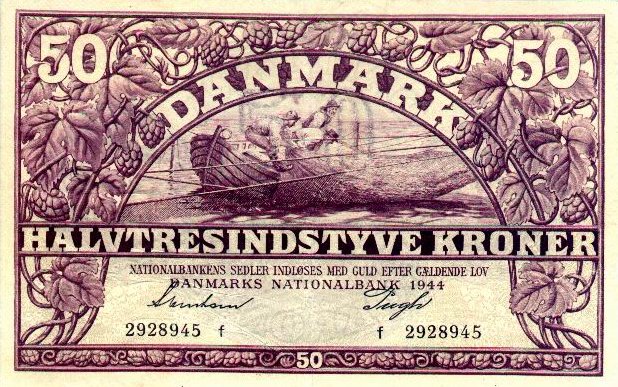 50 50
DANMARK
HALVTRESINDSTYVE KRONER
NATIONALBANKENS SEDLER INDLØSES MED GULD EFTER GÆLDENDE LOV
DANMARKS NATIONALBANK 1944
2928945 f f 2928945
50